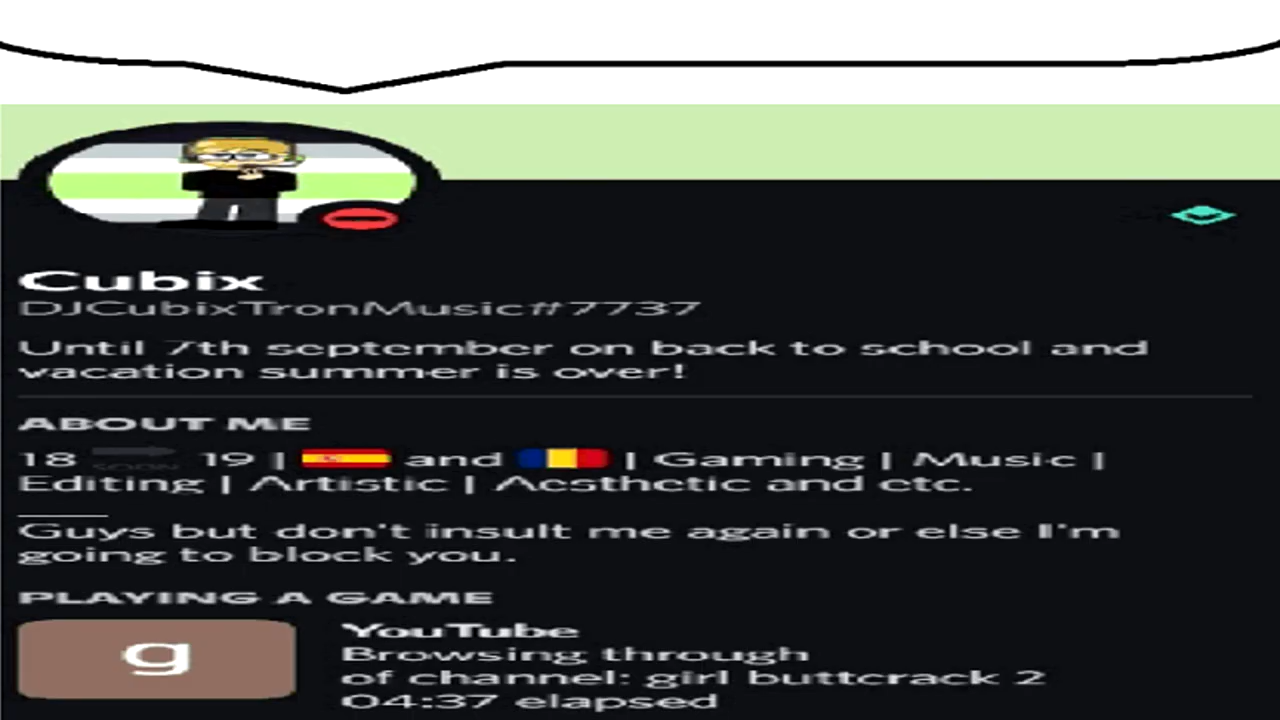 Cubix
DJCubixTronMusic#7737
Until 7th september on back to school and
vacation summer is over!
ABOUT ME
18 SOON 19 | 🇪🇸 and 🇷🇴 | Gaming | Music |
Editing | Artistic | Aesthetic and etc.
Guys but don't insult me again or else I'm
going to block you.
PLAYING A GAME
g
YouTube
Browsing through
of channel: girl buttcrack 2
04:37 elapsed